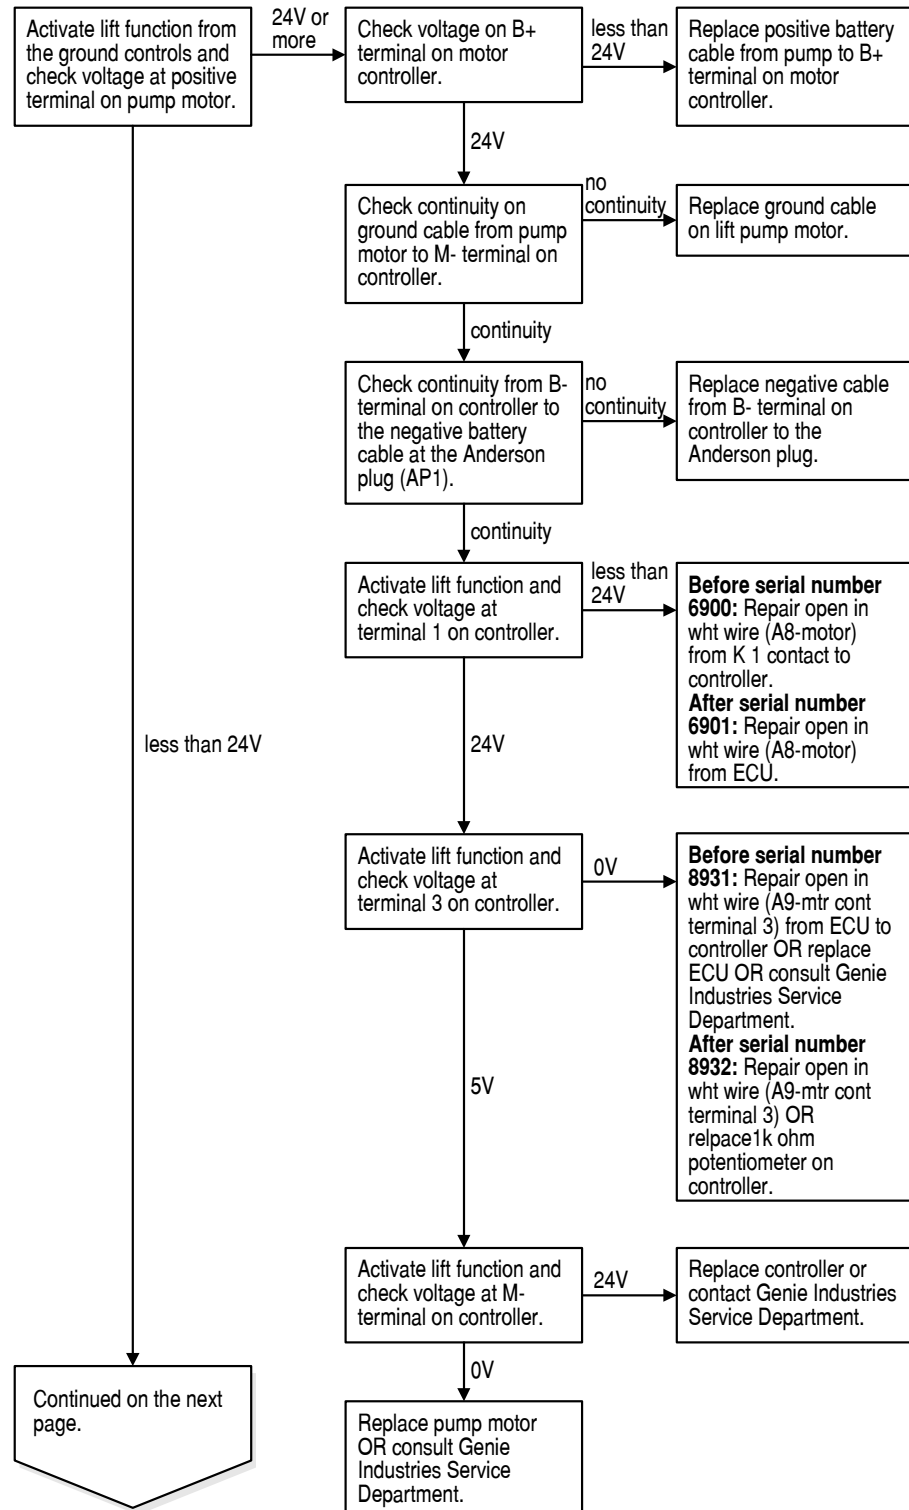 Activate lift function from
the ground controls and
check voltage at positive
terminal on pump motor.
24V or
more
Check voltage on B+
terminal on motor
controller.
less than
24V
Replace positive battery
cable from pump to B+
terminal on motor
controller.
24V
Check continuity on
ground cable from pump
motor to M- terminal on
controller.
no
continuity
Replace ground cable
on lift pump motor.
continuity
Check continuity from B-
terminal on controller to
the negative battery
cable at the Anderson
plug (AP1).
no
continuity
Replace negative cable
from B- terminal on
controller to the
Anderson plug.
continuity
Activate lift function and
check voltage at
terminal 1 on controller.
less than
24V
Before serial number
6900: Repair open in
wht wire (A8-motor)
from K 1 contact to
controller.
After serial number
6901: Repair open in
wht wire (A8-motor)
from ECU.
less than 24V
24V
Activate lift function and
check voltage at
terminal 3 on controller.
0V
Before serial number
8931: Repair open in
wht wire (A9-mtr cont
terminal 3) from ECU to
controller OR replace
ECU OR consult Genie
Industries Service
Department.
After serial number
8932: Repair open in
wht wire (A9-mtr cont
terminal 3) OR
relpace1k ohm
potentiometer on
controller.
5V
Activate lift function and
check voltage at M-
terminal on controller.
24V
Replace controller or
contact Genie Industries
Service Department.
0V
Continued on the next
page.
Replace pump motor
OR consult Genie
Industries Service
Department.